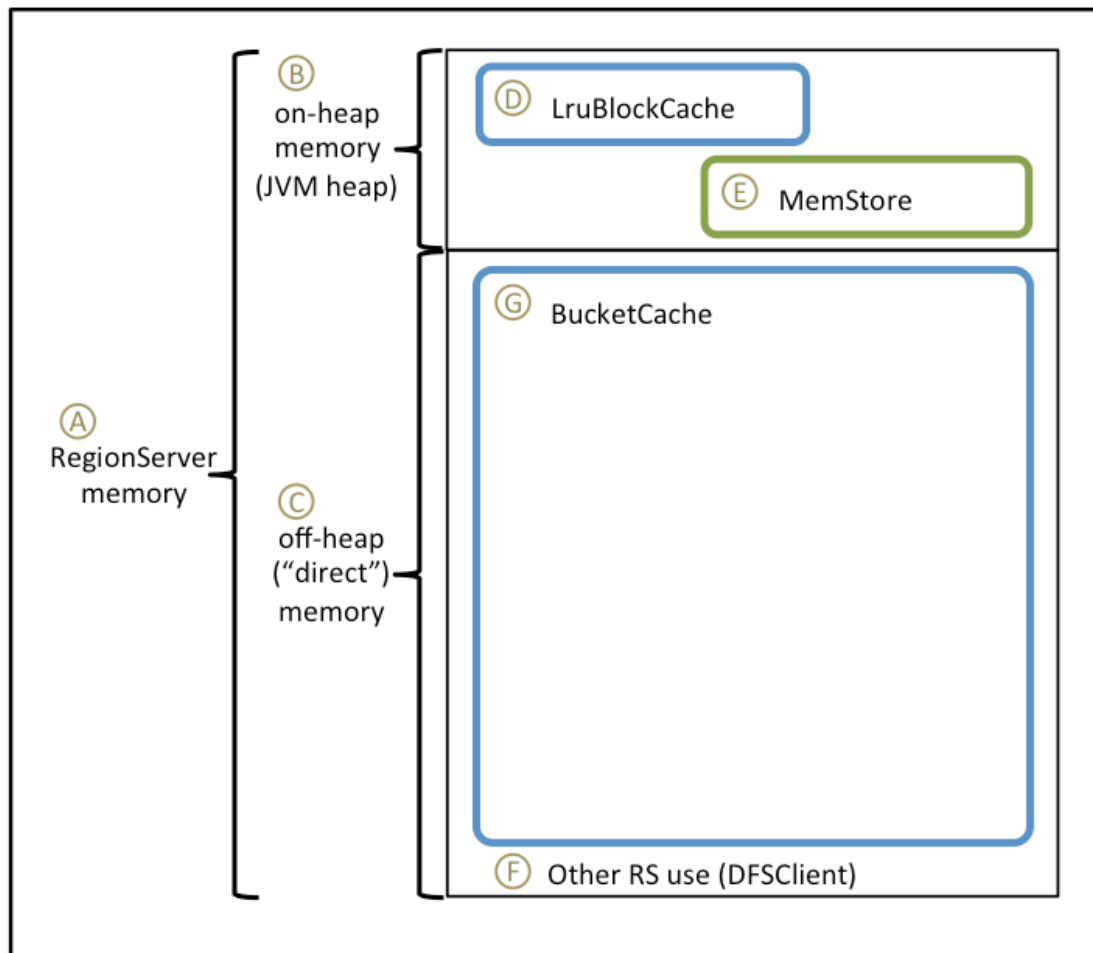 B
on-heap
memory
(JVM heap)
D LruBlockCache
E MemStore
A
RegionServer
memory
C
off-heap
(“direct”)
memory
G BucketCache
F Other RS use (DFSClient)